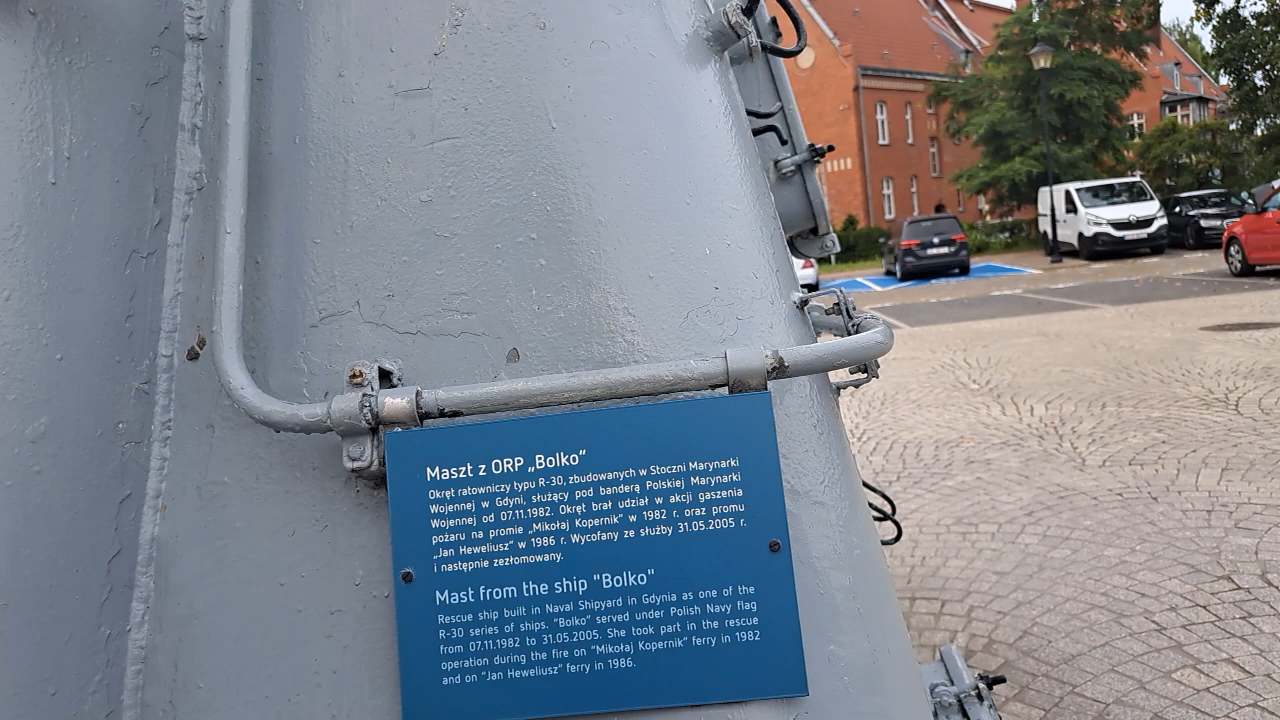 Maszt z ORP „Bolko”
Okręt ratowniczy typu R-30, zbudowanych w Stoczni Marynarki
Wojennej w Gdyni, służący pod banderą Polskiej Marynarki
Wojennej od 07.11.1982. Okręt brał udział w akcji gaszenia
pożaru na promie „Mikołaj Kopernik” w 1982 r. oraz promu
„Jan Heweliusz” w 1986 r. Wycofany ze służby 31.05.2005 r.
i następnie zezłomowany.
Mast from the ship "Bolko"
Rescue ship built in Naval Shipyard in Gdynia as one of the
R-30 series of ships. "Bolko" served under Polish Navy flag
from 07.11.1982 to 31.05.2005. She took part in the rescue
operation during the fire on "Mikołaj Kopernik" ferry in 1982
and on "Jan Heweliusz" ferry in 1986.